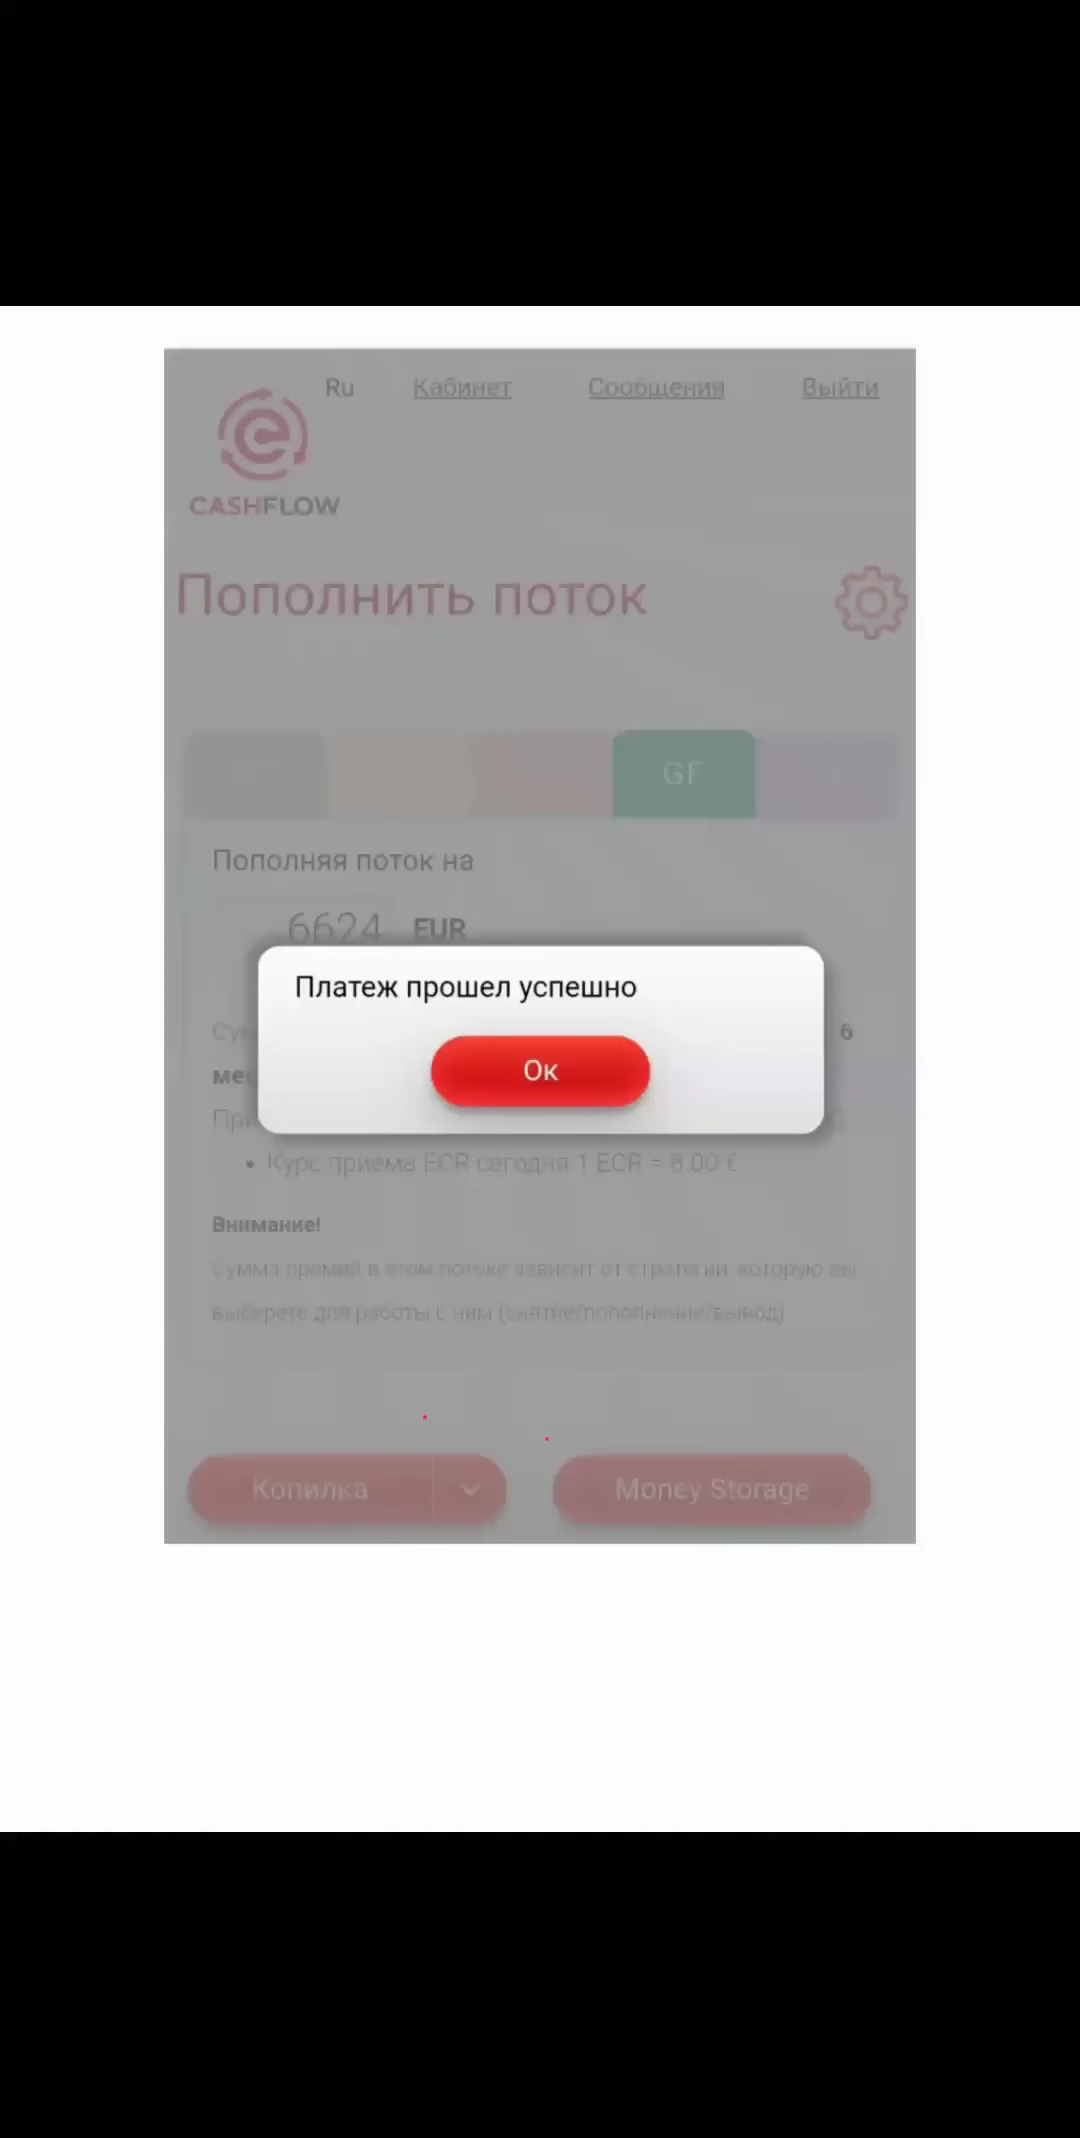 Ru Кабинет Сообщения Выйти
CASHFLOW
Пополнить поток
GF
Пополняя поток на
6624 EUR
Платеж прошел успешно
6
Ок
Курс приема ECR сегодня 1 ECR = 8.00 €
Внимание!
Сумма премий в этом потоке зависит от стратегии, которую вы
выберете для работы с ним (снятие/пополнение/вывод)
Копилка Money Storage